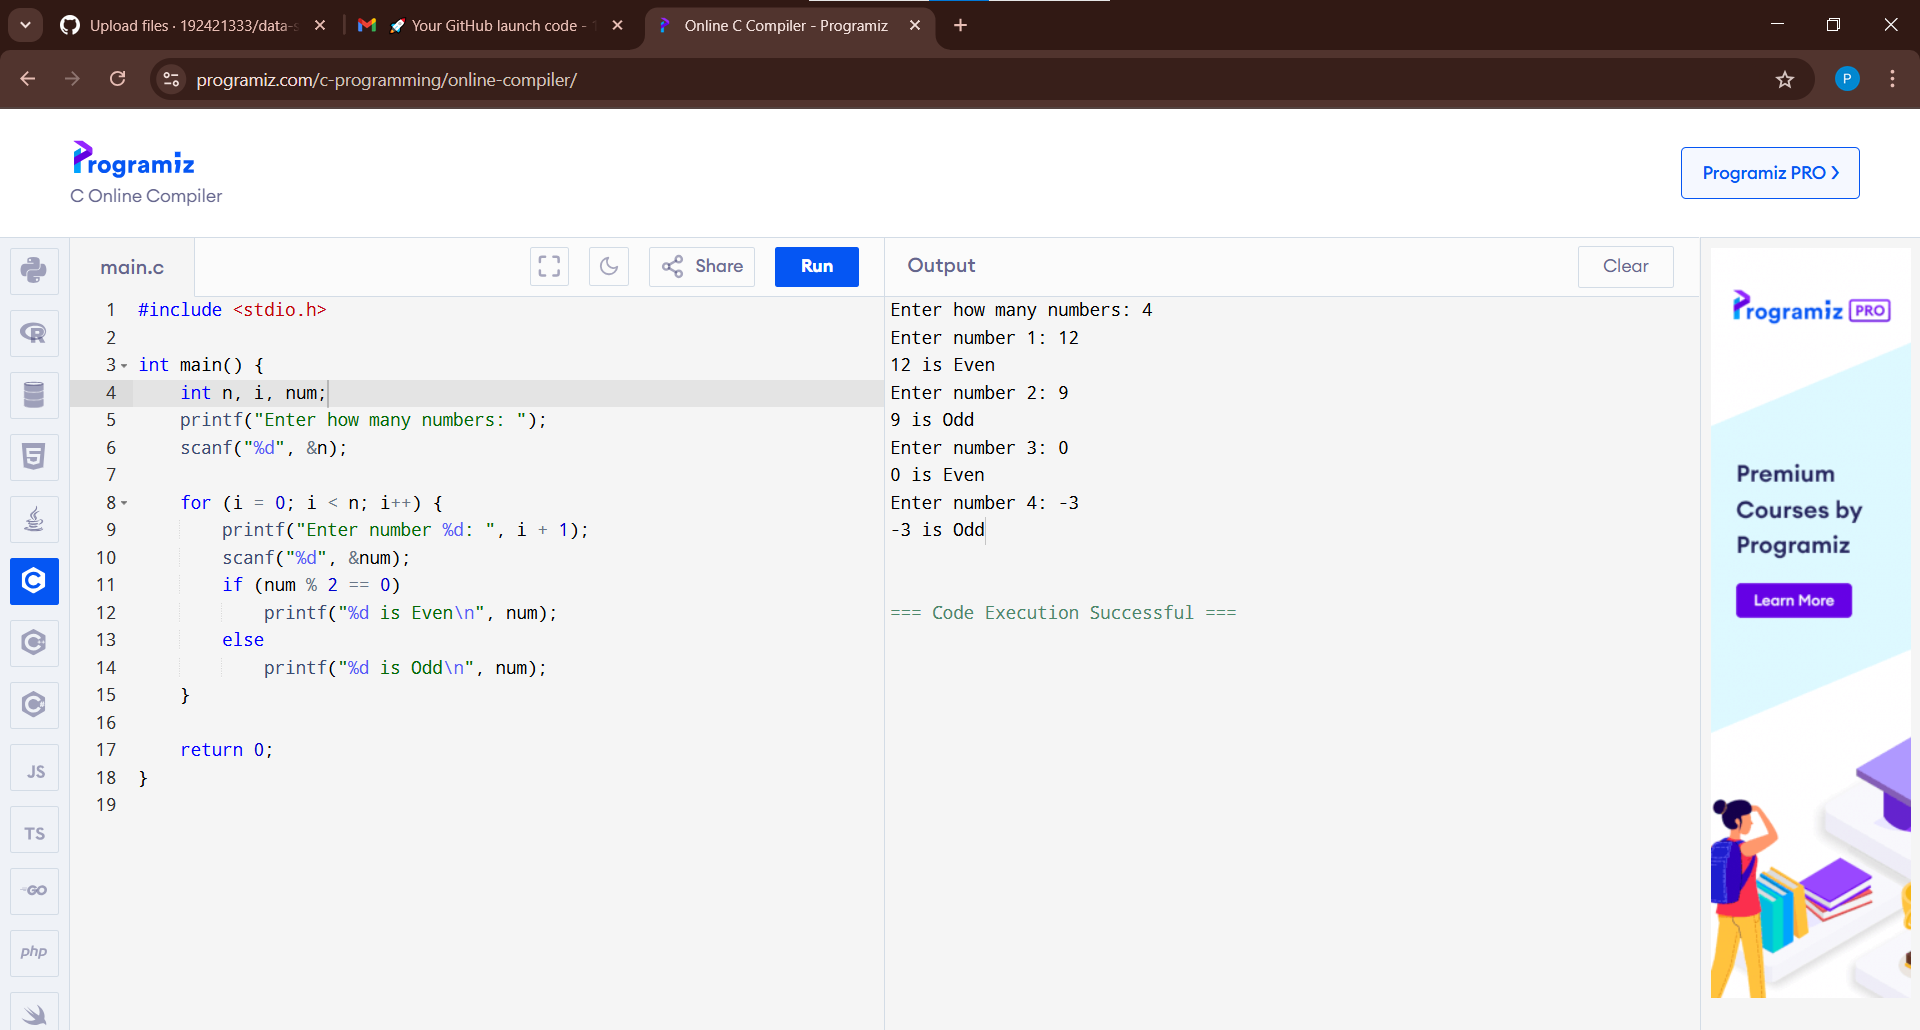 Upload files · 192421333/data-s
Your GitHub launch code - 1
Online C Compiler - Programiz
programiz.com/c-programming/online-compiler/
P
Programiz
C Online Compiler
Programiz PRO
main.c
Share
Run
Output
Clear
1 #include <stdio.h>
2
3 int main() {
4     int n, i, num;
5     printf("Enter how many numbers: ");
6     scanf("%d", &n);
7
8     for (i = 0; i < n; i++) {
9         printf("Enter number %d: ", i + 1);
10         scanf("%d", &num);
11         if (num % 2 == 0)
12             printf("%d is Even\n", num);
13         else
14             printf("%d is Odd\n", num);
15     }
16
17     return 0;
18 }
19
Enter how many numbers: 4
Enter number 1: 12
12 is Even
Enter number 2: 9
9 is Odd
Enter number 3: 0
0 is Even
Enter number 4: -3
-3 is Odd
=== Code Execution Successful ===
R
5
C
C
C
JS
TS
GO
php
Programiz PRO
Premium
Courses by
Programiz
Learn More